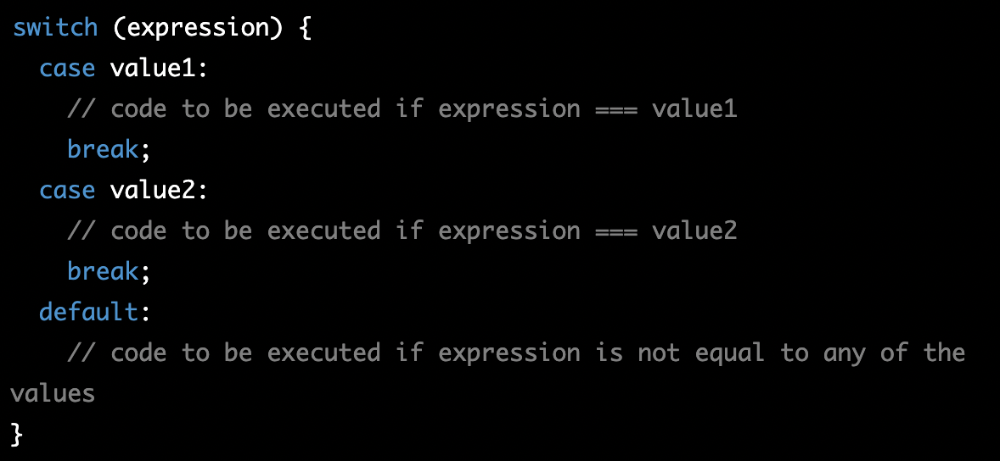 switch (expression) {
  case value1:
    // code to be executed if expression === value1
    break;
  case value2:
    // code to be executed if expression === value2
    break;
  default:
    // code to be executed if expression is not equal to any of the
values
}